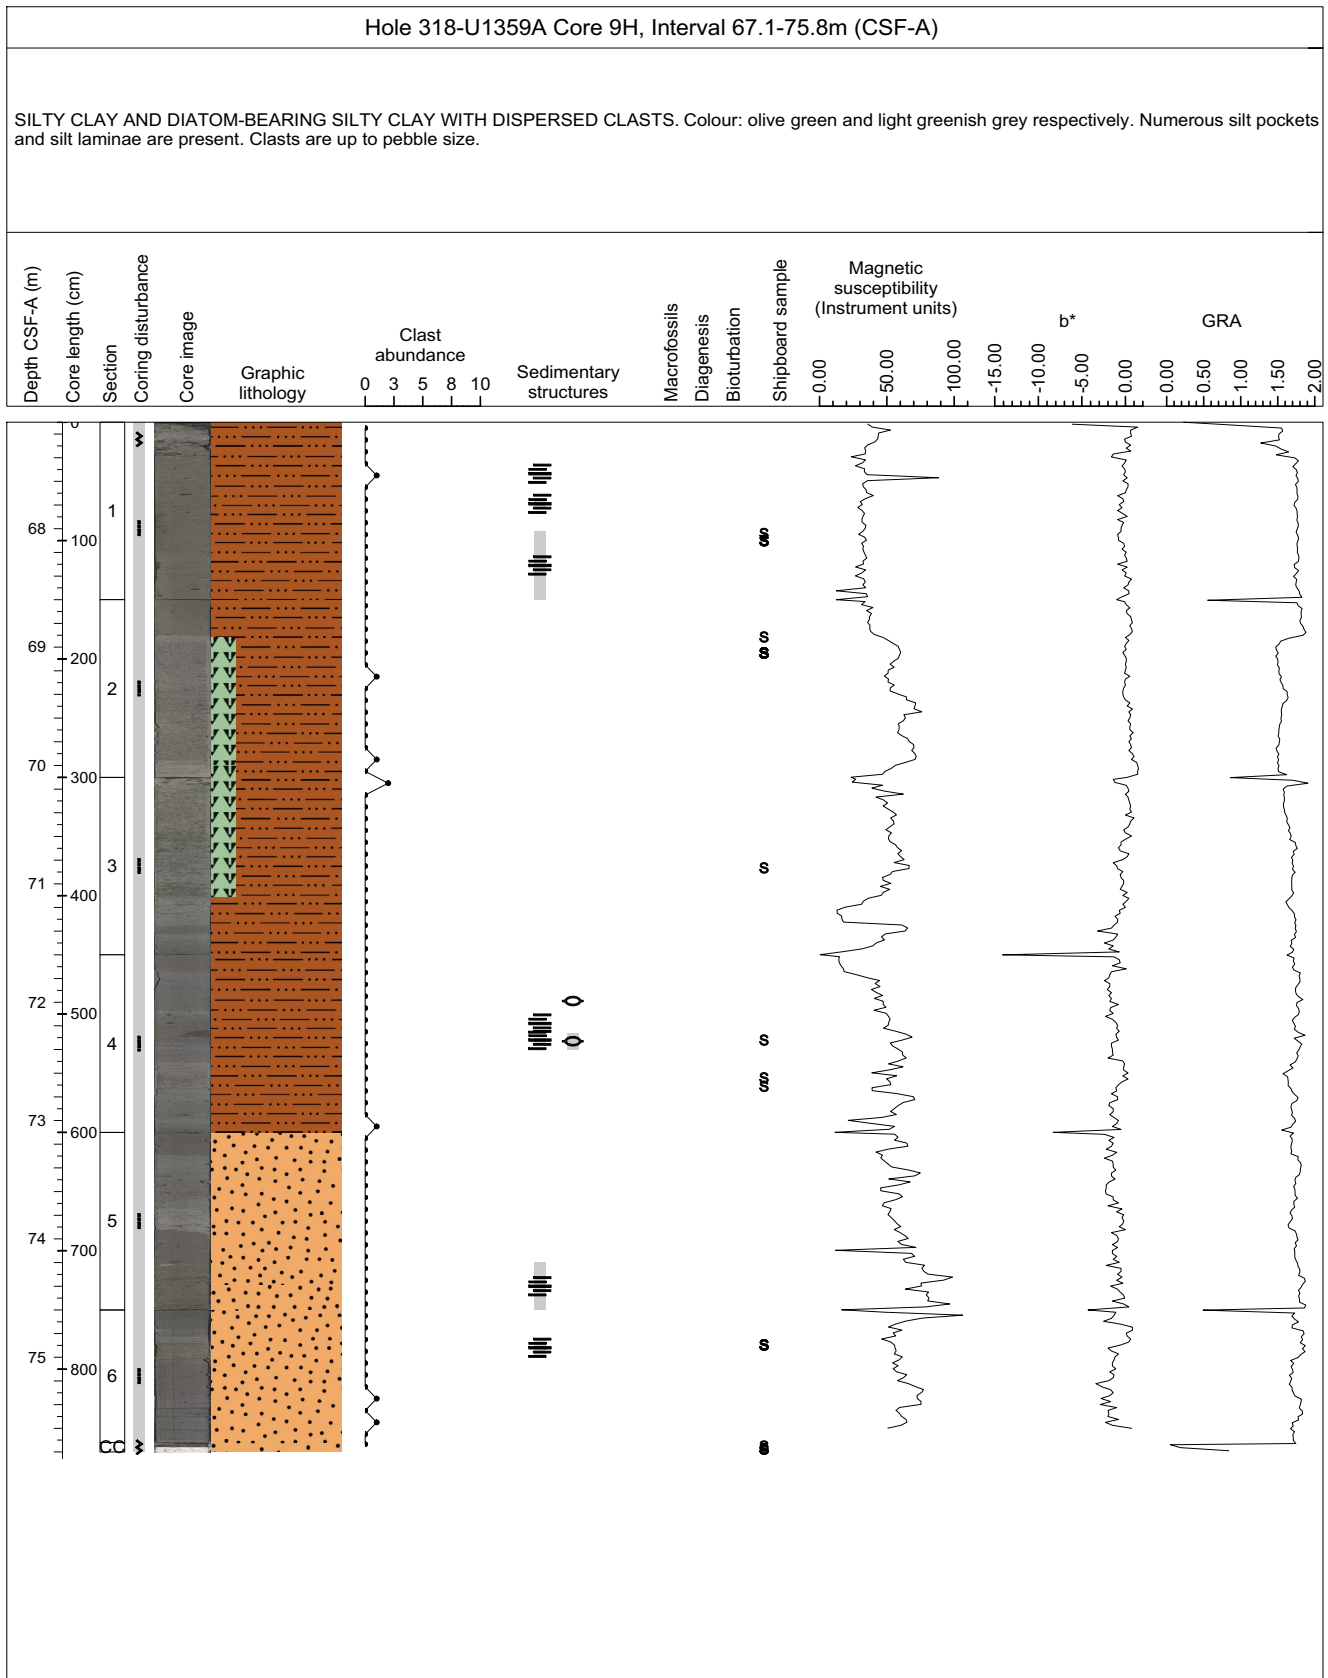 Hole 318-U1359A Core 9H, Interval 67.1-75.8m (CSF-A)
SILTY CLAY AND DIATOM-BEARING SILTY CLAY WITH DISPERSED CLASTS. Colour: olive green and light greenish grey respectively. Numerous silt pockets
and silt laminae are present. Clasts are up to pebble size.
Depth CSF-A (m)
Core length (cm)
Section
Coring disturbance
Core image
Graphic
lithology
Clast
abundance
0 3 5 8 10
Sedimentary
structures
Macrofossils
Diagenesis
Bioturbation
Shipboard sample
Magnetic
susceptibility
(Instrument units)
0.00 50.00 100.00
b*
-15.00 -10.00 -5.00 0.00
GRA
0.00 0.50 1.00 1.50 2.00
0
1
68
100
S
S
S
69
200
S
S
S
2
70
300
3
71
400
S
72
500
4
S
S
S
73
600
5
74
700
75
800
6
S
S
CC
S
S